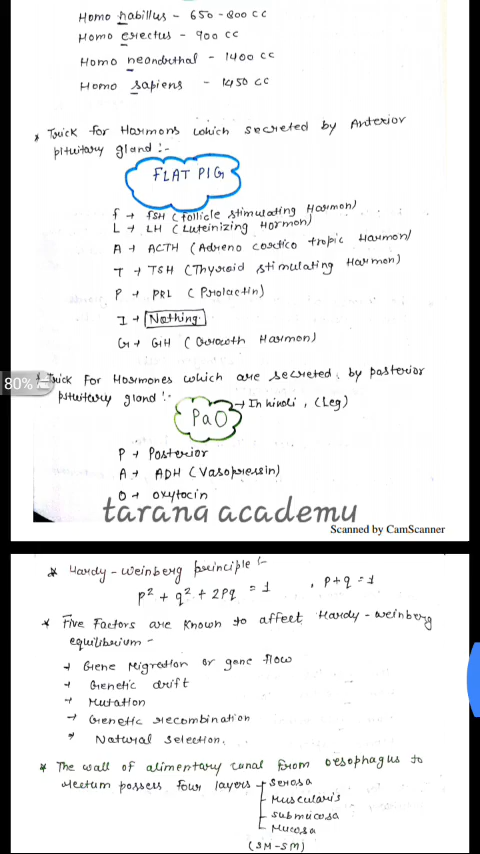 Homo habillus - 650-800 cc
Homo erectus - 900 cc
Homo neondrethal - 1400 cc
Homo sapiens - 1450 cc
* Trick for Harmons which secreted by Anterior
pituitary gland :-
FLAT PIG
f → FSH (follicle stimulating Harmon)
L → LH (Luteinizing Hormon)
A → ACTH (Adreno cortico tropic Harmon)
T → TSH (Thyroid stimulating Harmon)
P → PRL (Prolactin)
I → Nothing.
G → GH (Growth Harmon)
80%
* Trick For Hormones which are secreted by posterior
pituitary gland :-
PaO → In hindi, (Leg)
P → Posterior
A → ADH (Vasopressin)
O → oxytocin
tarana academy
Scanned by CamScanner
* Hardy-weinberg principle :-
p² + q² + 2pq = 1 , p+q = 1
* Five Factors are known to affect Hardy-weinberg
equilibrium -
→ Gene Migration or gene flow
→ Genetic drift
→ Mutation
→ Genetic recombination
→ Natural selection.
* The wall of alimentary canal from oesophagus to
rectum possess four layers - Serosa
Muscularis
submucosa
Mucosa
(SM-SM)